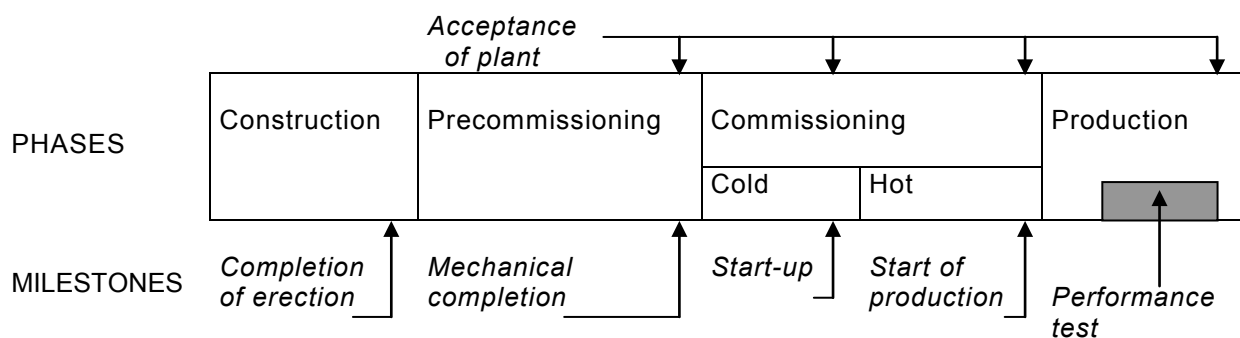 Acceptance
of plant
PHASES
Construction
Precommissioning
Commissioning
Production
Cold
Hot
MILESTONES
Completion
of erection
Mechanical
completion
Start-up
Start of
production
Performance
test